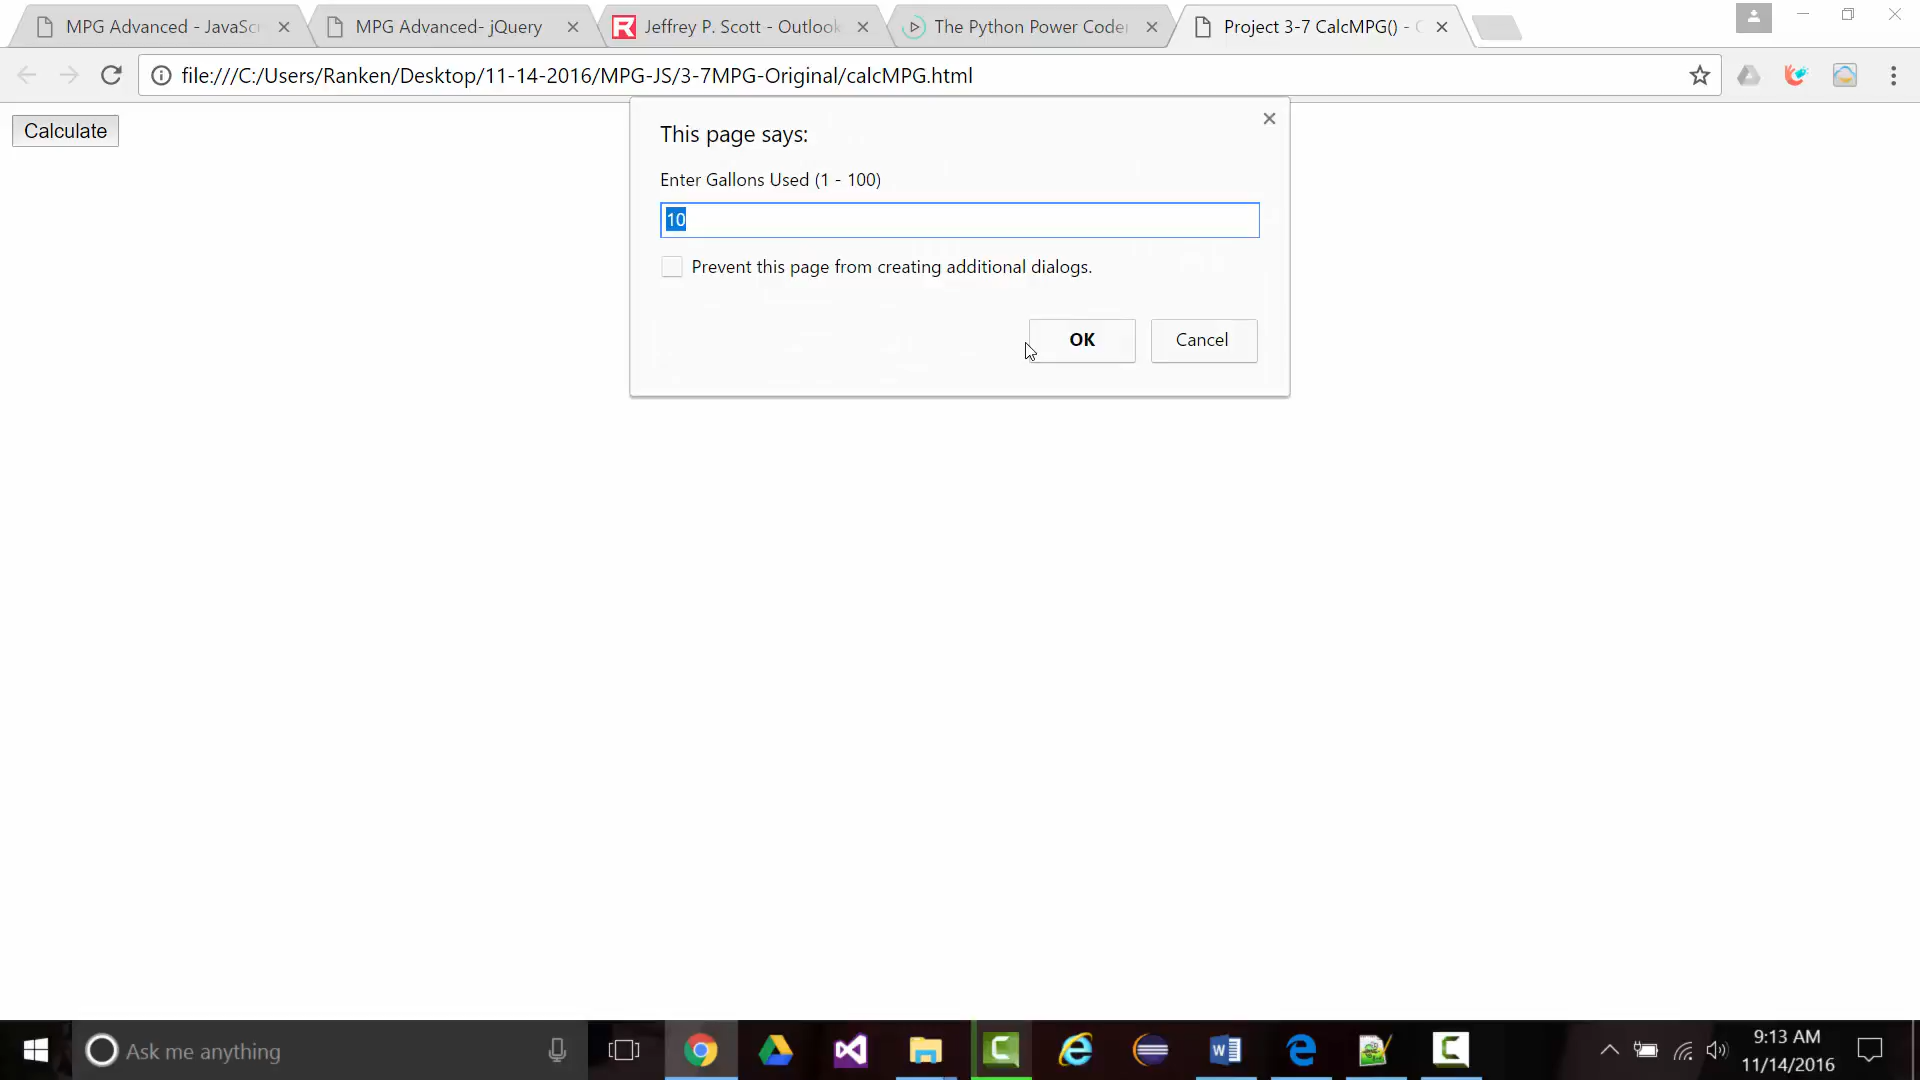 MPG Advanced - JavaScr
MPG Advanced- jQuery
Jeffrey P. Scott - Outlook
The Python Power Coder
Project 3-7 CalcMPG() -
file:///C:/Users/Ranken/Desktop/11-14-2016/MPG-JS/3-7MPG-Original/calcMPG.html
Calculate
This page says:
Enter Gallons Used (1 - 100)
10
Prevent this page from creating additional dialogs.
OK
Cancel
Ask me anything
9:13 AM
11/14/2016